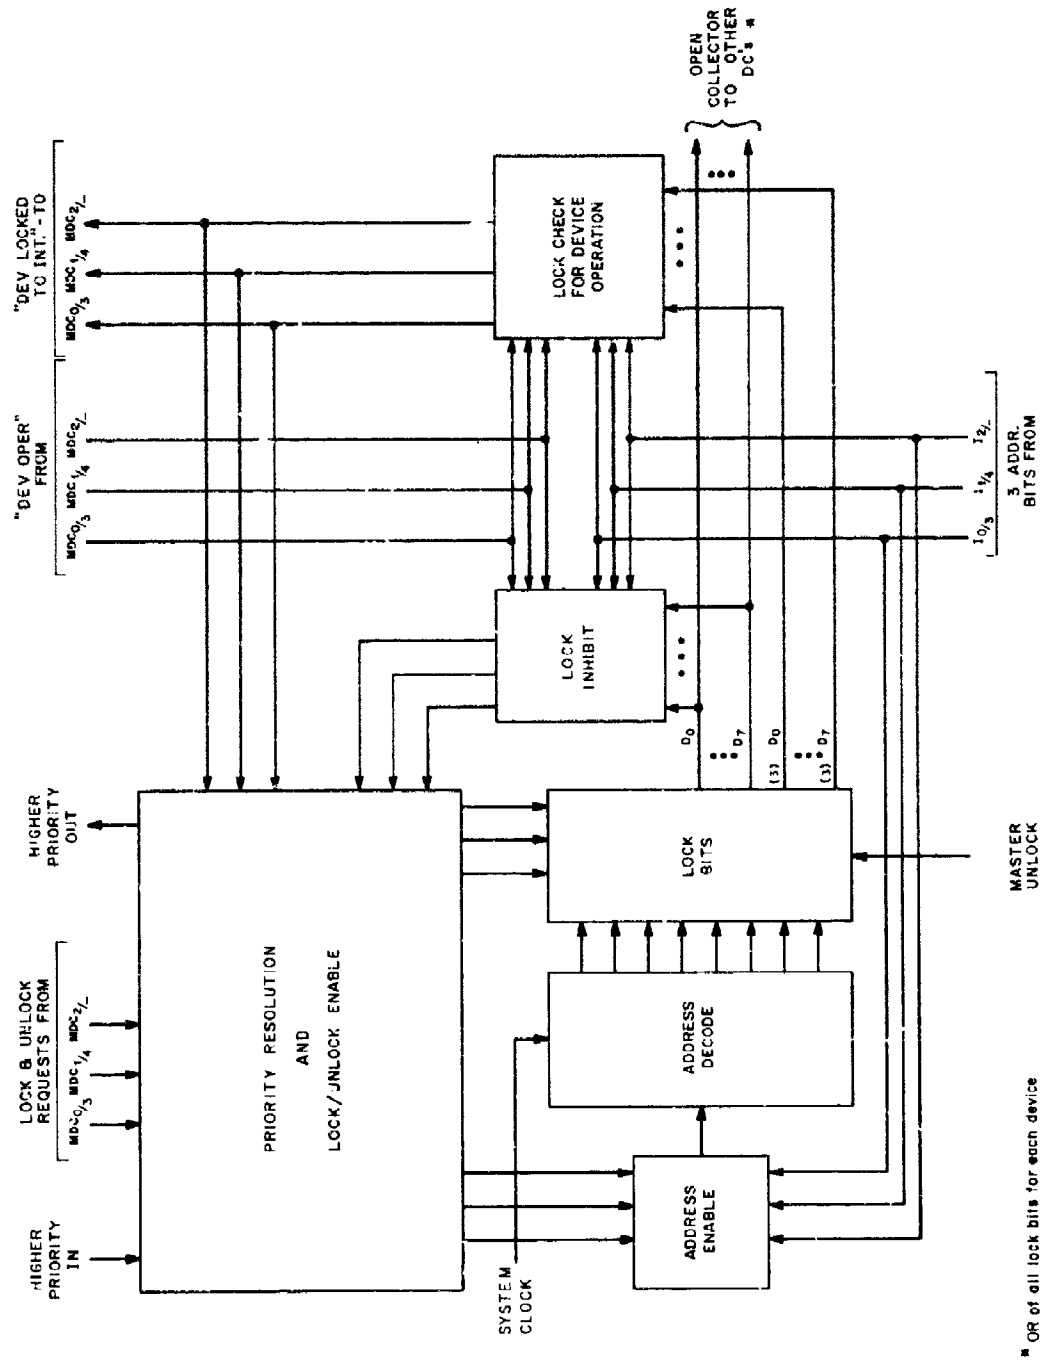 HIGHER
PRIORITY
IN
LOCK & UNLOCK
REQUESTS FROM
MDC0/3 MDC1/4 MDC2/-
HIGHER
PRIORITY
OUT
"DEV OPER"
FROM
MDC0/3 MDC1/4 MDC2/-
"DEV LOCKED
TO INT."-TO
MDC0/3 MDC1/4 MDC2/-
PRIORITY RESOLUTION
AND
LOCK/UNLOCK ENABLE
SYSTEM
CLOCK
ADDRESS
ENABLE
ADDRESS
DECODE
LOCK
BITS
LOCK
INHIBIT
LOCK CHECK
FOR DEVICE
OPERATION
D0
D7
(3) D0
(3) D7
OPEN
COLLECTOR
TO OTHER
DC's *
MASTER
UNLOCK
I0/3 I1/4 I2/-
3 ADDR.
BITS FROM
* OR of all lock bits for each device